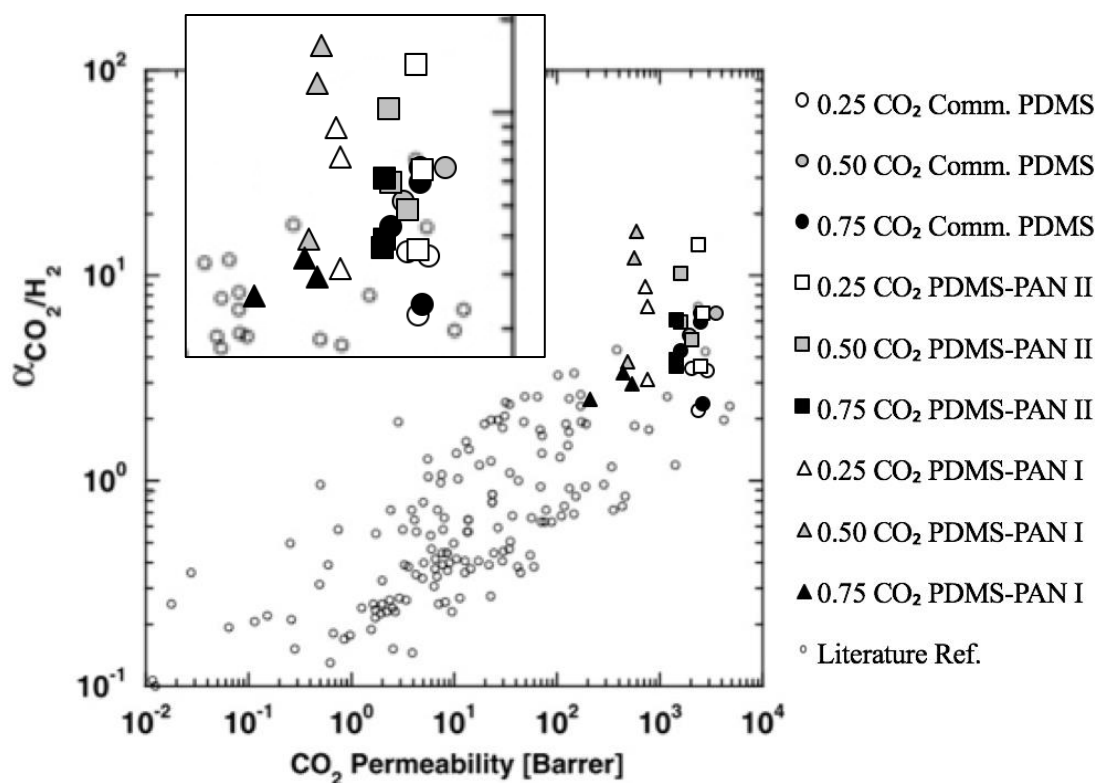 10²
10¹
10⁰
10⁻¹
α CO₂/H₂
10⁻² 10⁻¹ 10⁰ 10¹ 10² 10³ 10⁴
CO₂ Permeability [Barrer]
0.25 CO₂ Comm. PDMS
0.50 CO₂ Comm. PDMS
0.75 CO₂ Comm. PDMS
0.25 CO₂ PDMS-PAN II
0.50 CO₂ PDMS-PAN II
0.75 CO₂ PDMS-PAN II
0.25 CO₂ PDMS-PAN I
0.50 CO₂ PDMS-PAN I
0.75 CO₂ PDMS-PAN I
Literature Ref.